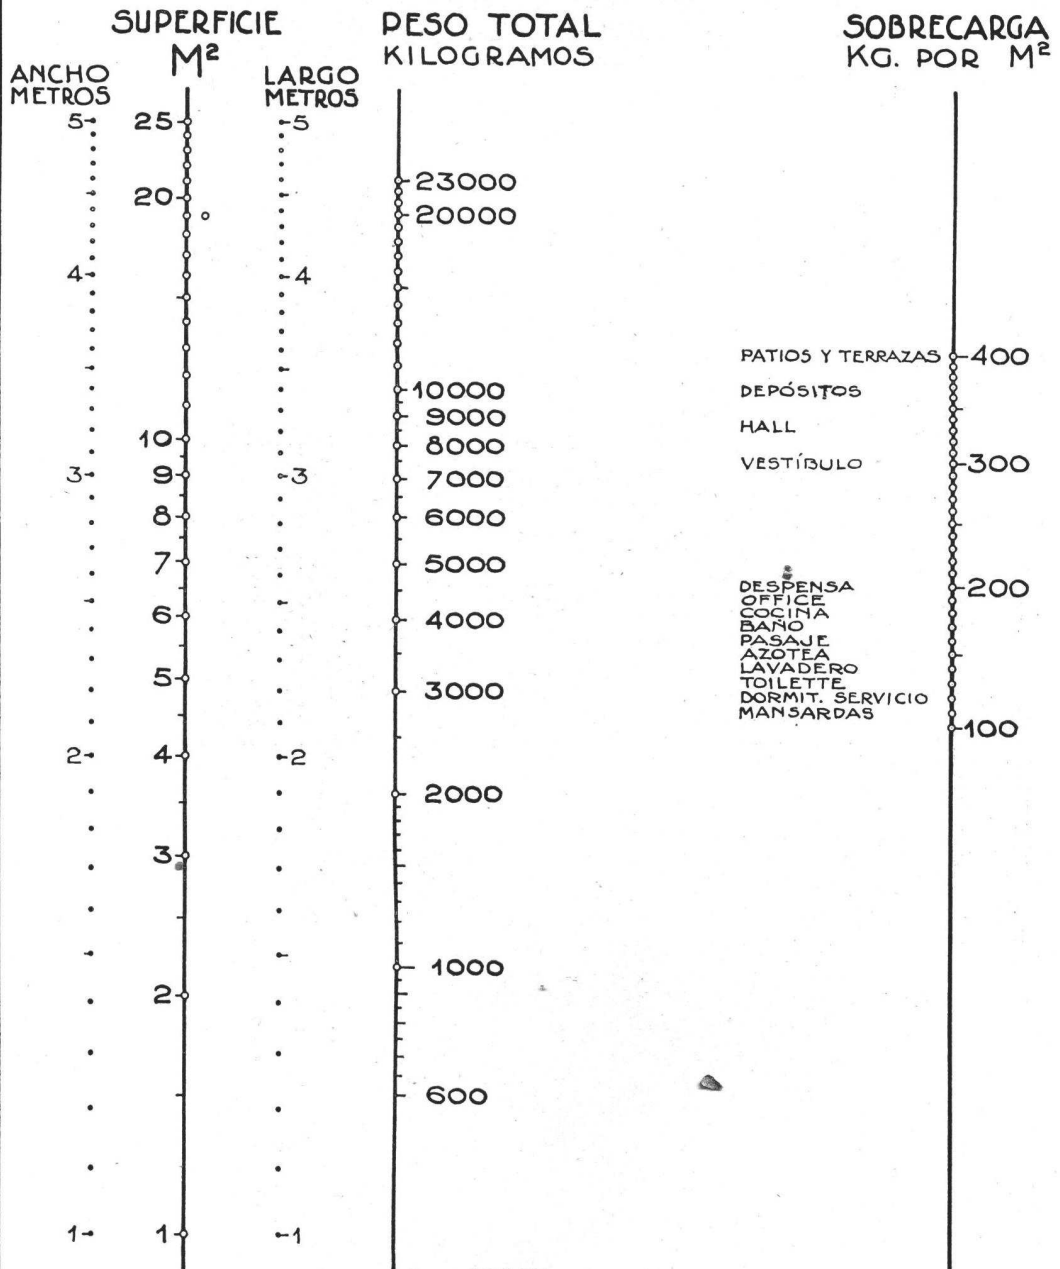 SUPERFICIE
M²
PESO TOTAL
KILOGRAMOS
SOBRECARGA
KG. POR M²
ANCHO
METROS
LARGO
METROS
5
4
3
2
1
25
20
10
9
8
7
6
5
4
3
2
1
5
4
3
2
1
23000
20000
10000
9000
8000
7000
6000
5000
4000
3000
2000
1000
600
PATIOS Y TERRAZAS
DEPÓSITOS
HALL
VESTÍBULO
DESPENSA
OFFICE
COCINA
BAÑO
PASAJE
AZOTEA
LAVADERO
TOILETTE
DORMIT. SERVICIO
MANSARDAS
400
300
200
100